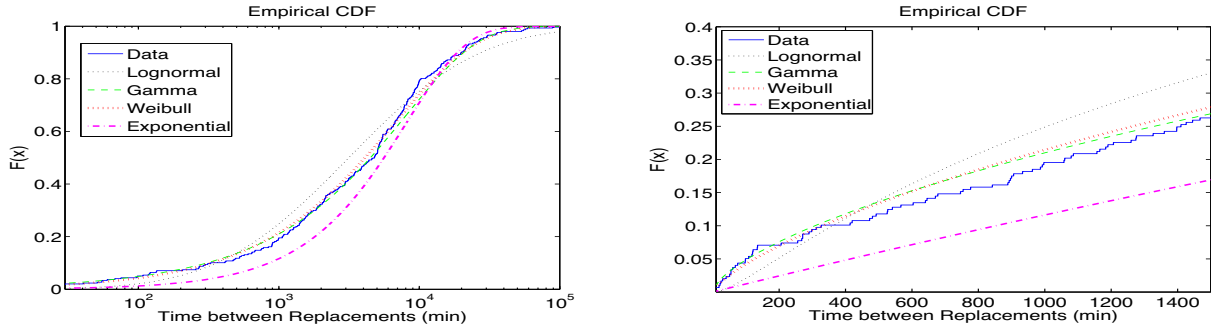 Empirical CDF
1
0.8
0.6
0.4
0.2
0
F(x)
Data
Lognormal
Gamma
Weibull
Exponential
10^2
10^3
10^4
10^5
Time between Replacements (min)
Empirical CDF
0.4
0.35
0.3
0.25
0.2
0.15
0.1
0.05
F(x)
Data
Lognormal
Gamma
Weibull
Exponential
200 400 600 800 1000 1200 1400
Time between Replacements (min)